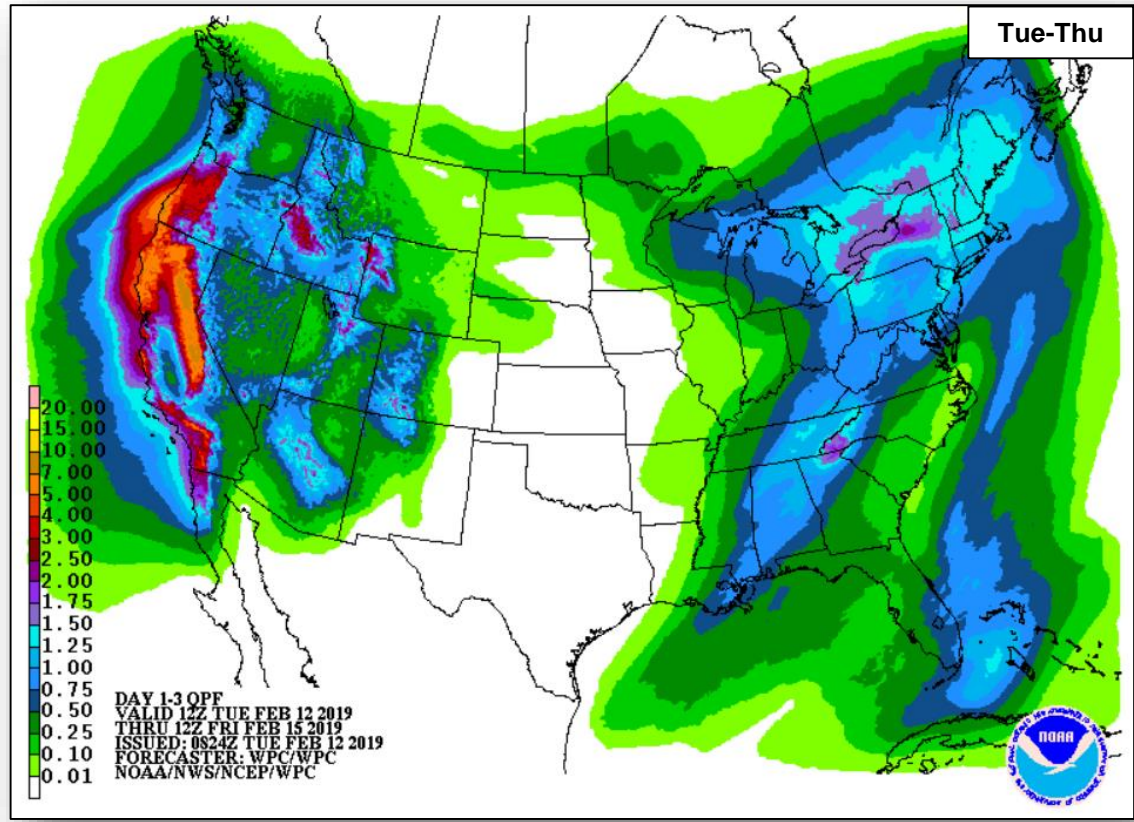 Tue-Thu
20.00
15.00
10.00
7.00
5.00
4.00
3.00
2.50
2.00
1.75
1.50
1.25
1.00
0.75
0.50
0.25
0.10
0.01
DAY 1-3 QPF
VALID 12Z TUE FEB 12 2019
THRU 12Z FRI FEB 15 2019
ISSUED: 0824Z TUE FEB 12 2019
FORECASTER: WPC/WPC
NOAA/NWS/NCEP/WPC
NOAA